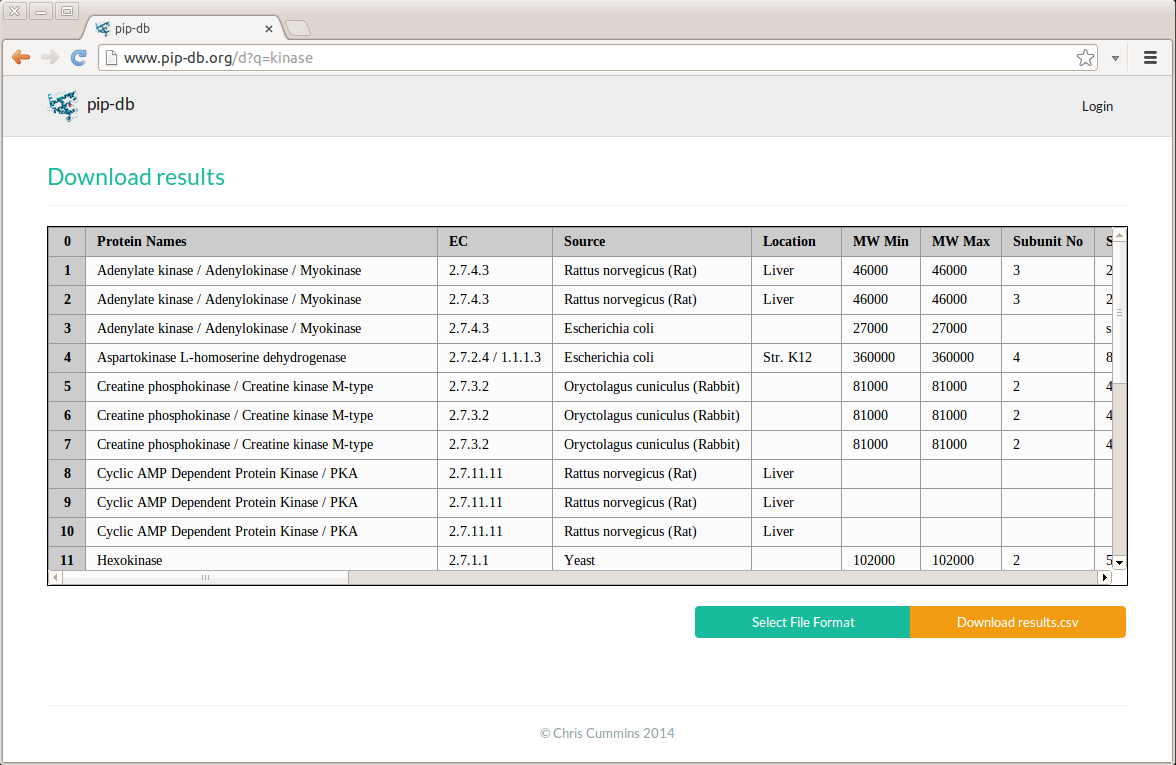 pip-db
www.pip-db.org/d?q=kinase
pip-db Login
Download results
0 Protein Names EC Source Location MW Min MW Max Subunit No S
1 Adenylate kinase / Adenylokinase / Myokinase 2.7.4.3 Rattus norvegicus (Rat) Liver 46000 46000 3 2
2 Adenylate kinase / Adenylokinase / Myokinase 2.7.4.3 Rattus norvegicus (Rat) Liver 46000 46000 3 2
3 Adenylate kinase / Adenylokinase / Myokinase 2.7.4.3 Escherichia coli 27000 27000 s
4 Aspartokinase L-homoserine dehydrogenase 2.7.2.4 / 1.1.1.3 Escherichia coli Str. K12 360000 360000 4 8
5 Creatine phosphokinase / Creatine kinase M-type 2.7.3.2 Oryctolagus cuniculus (Rabbit) 81000 81000 2 4
6 Creatine phosphokinase / Creatine kinase M-type 2.7.3.2 Oryctolagus cuniculus (Rabbit) 81000 81000 2 4
7 Creatine phosphokinase / Creatine kinase M-type 2.7.3.2 Oryctolagus cuniculus (Rabbit) 81000 81000 2 4
8 Cyclic AMP Dependent Protein Kinase / PKA 2.7.11.11 Rattus norvegicus (Rat) Liver
9 Cyclic AMP Dependent Protein Kinase / PKA 2.7.11.11 Rattus norvegicus (Rat) Liver
10 Cyclic AMP Dependent Protein Kinase / PKA 2.7.11.11 Rattus norvegicus (Rat) Liver
11 Hexokinase 2.7.1.1 Yeast 102000 102000 2 5
Select File Format Download results.csv
© Chris Cummins 2014